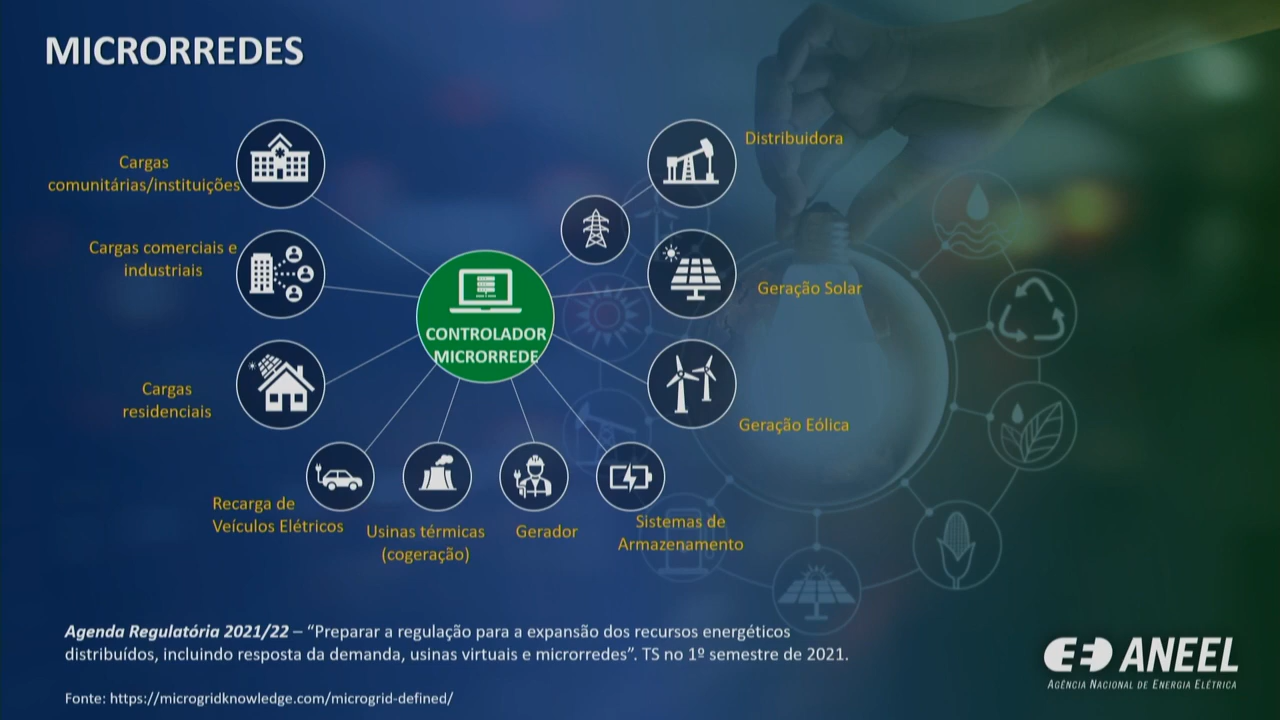 MICRORREDES
Cargas
comunitárias/instituições
Cargas comerciais e
industriais
Cargas
residenciais
Recarga de
Veículos Elétricos
Usinas térmicas
(cogeração)
Gerador
Sistemas de
Armazenamento
Geração Eólica
Geração Solar
Distribuidora
CONTROLADOR
MICRORREDE
Agenda Regulatória 2021/22 – “Preparar a regulação para a expansão dos recursos energéticos
distribuídos, incluindo resposta da demanda, usinas virtuais e microrredes”. TS no 1º semestre de 2021.
Fonte: https://microgridknowledge.com/microgrid-defined/
ANEEL
AGÊNCIA NACIONAL DE ENERGIA ELÉTRICA